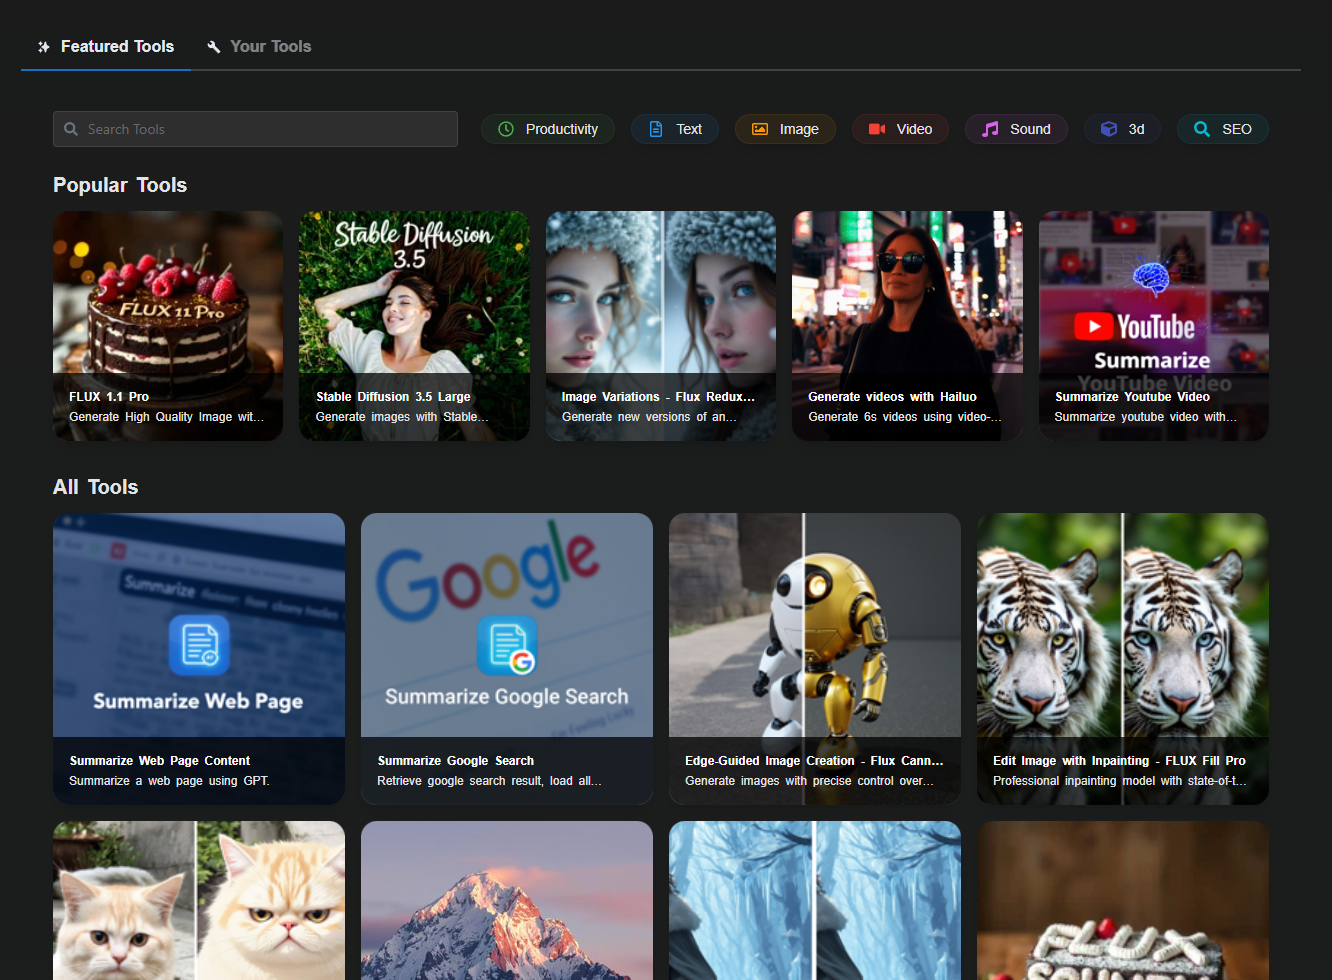 Featured Tools
Your Tools
Search Tools
Productivity
Text
Image
Video
Sound
3d
SEO
Popular Tools
FLUX 1.1 Pro
FLUX 1.1 Pro
Generate High Quality Image wit...
Stable Diffusion
3.5
Stable Diffusion 3.5 Large
Generate images with Stable...
Image Variations - Flux Redux...
Generate new versions of an...
Generate videos with Hailuo
Generate 6s videos using video-...
YouTube
Summarize
YouTube Video
Summarize Youtube Video
Summarize youtube video with...
All Tools
Summarize
Summarize Web Page
Summarize Web Page Content
Summarize a web page using GPT.
Google
Summarize Google Search
I'm Feeling Lucky
Summarize Google Search
Retrieve google search result, load all...
Edge-Guided Image Creation - Flux Cann...
Generate images with precise control over...
Edit Image with Inpainting - FLUX Fill Pro
Professional inpainting model with state-of-t...